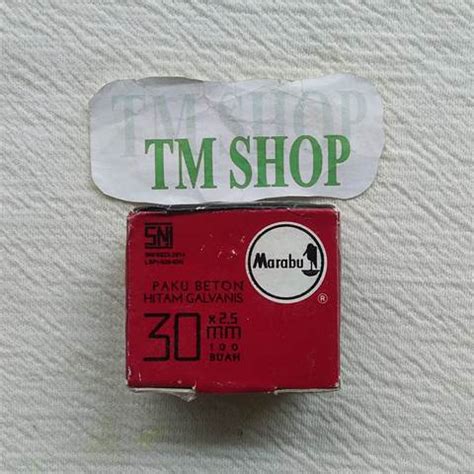 TM SHOP
TM SHOP
SNI
Marabu
®
PAKU BETON
HITAM GALVANIS
30 x 2.5
mm
100
BUAH